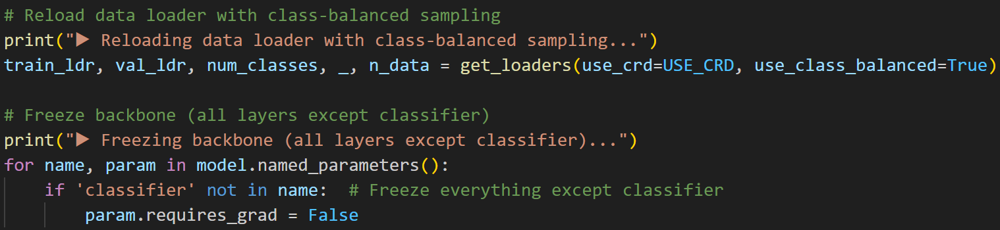 # Reload data loader with class-balanced sampling
print("▶ Reloading data loader with class-balanced sampling...")
train_ldr, val_ldr, num_classes, _, n_data = get_loaders(use_crd=USE_CRD, use_class_balanced=True)

# Freeze backbone (all layers except classifier)
print("▶ Freezing backbone (all layers except classifier)...")
for name, param in model.named_parameters():
    if 'classifier' not in name:  # Freeze everything except classifier
        param.requires_grad = False